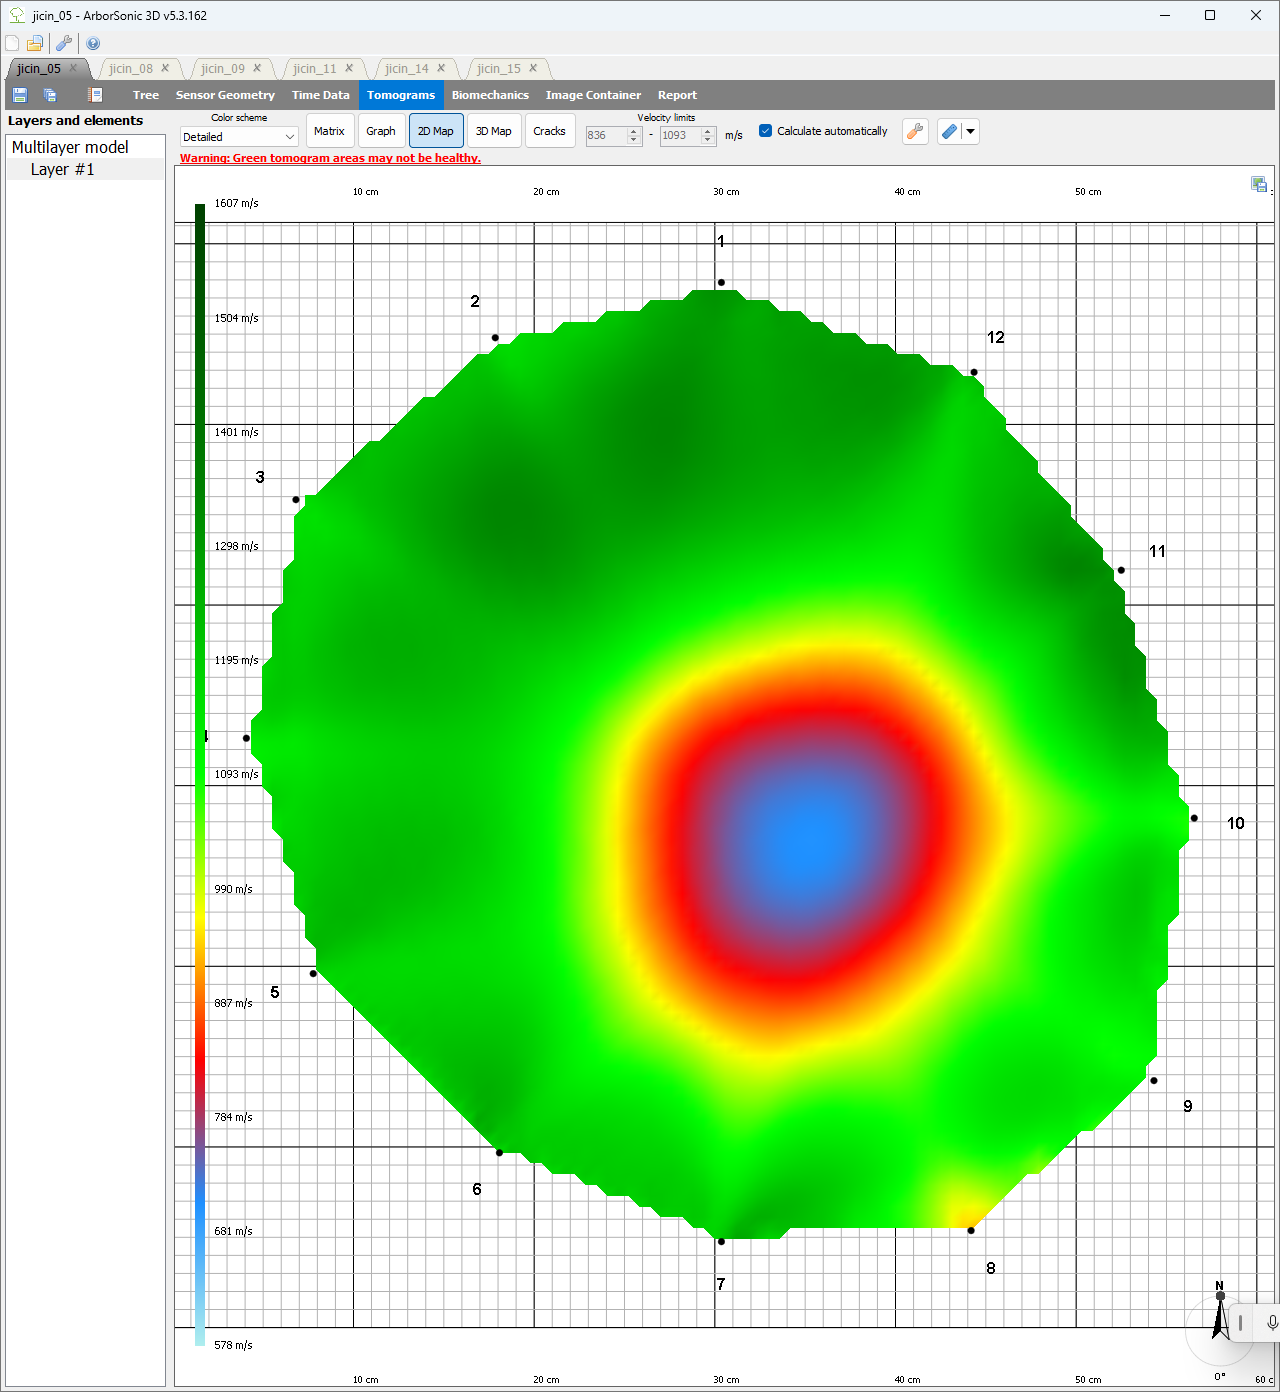 jicin_05 - ArborSonic 3D v5.3.162
jicin_05 jicin_08 jicin_09 jicin_11 jicin_14 jicin_15
Tree Sensor Geometry Time Data Tomograms Biomechanics Image Container Report
Layers and elements
Multilayer model
Layer #1
Color scheme
Detailed
Matrix Graph 2D Map 3D Map Cracks
Velocity limits
836 - 1093 m/s
Calculate automatically
Warning: Green tomogram areas may not be healthy.
10 cm 20 cm 30 cm 40 cm 50 cm
1607 m/s
1504 m/s
1401 m/s
1298 m/s
1195 m/s
1093 m/s
990 m/s
887 m/s
784 m/s
681 m/s
578 m/s
1
2
12
3
11
10
5
9
6
8
7
N
0°
10 cm 20 cm 30 cm 40 cm 50 cm 60 c